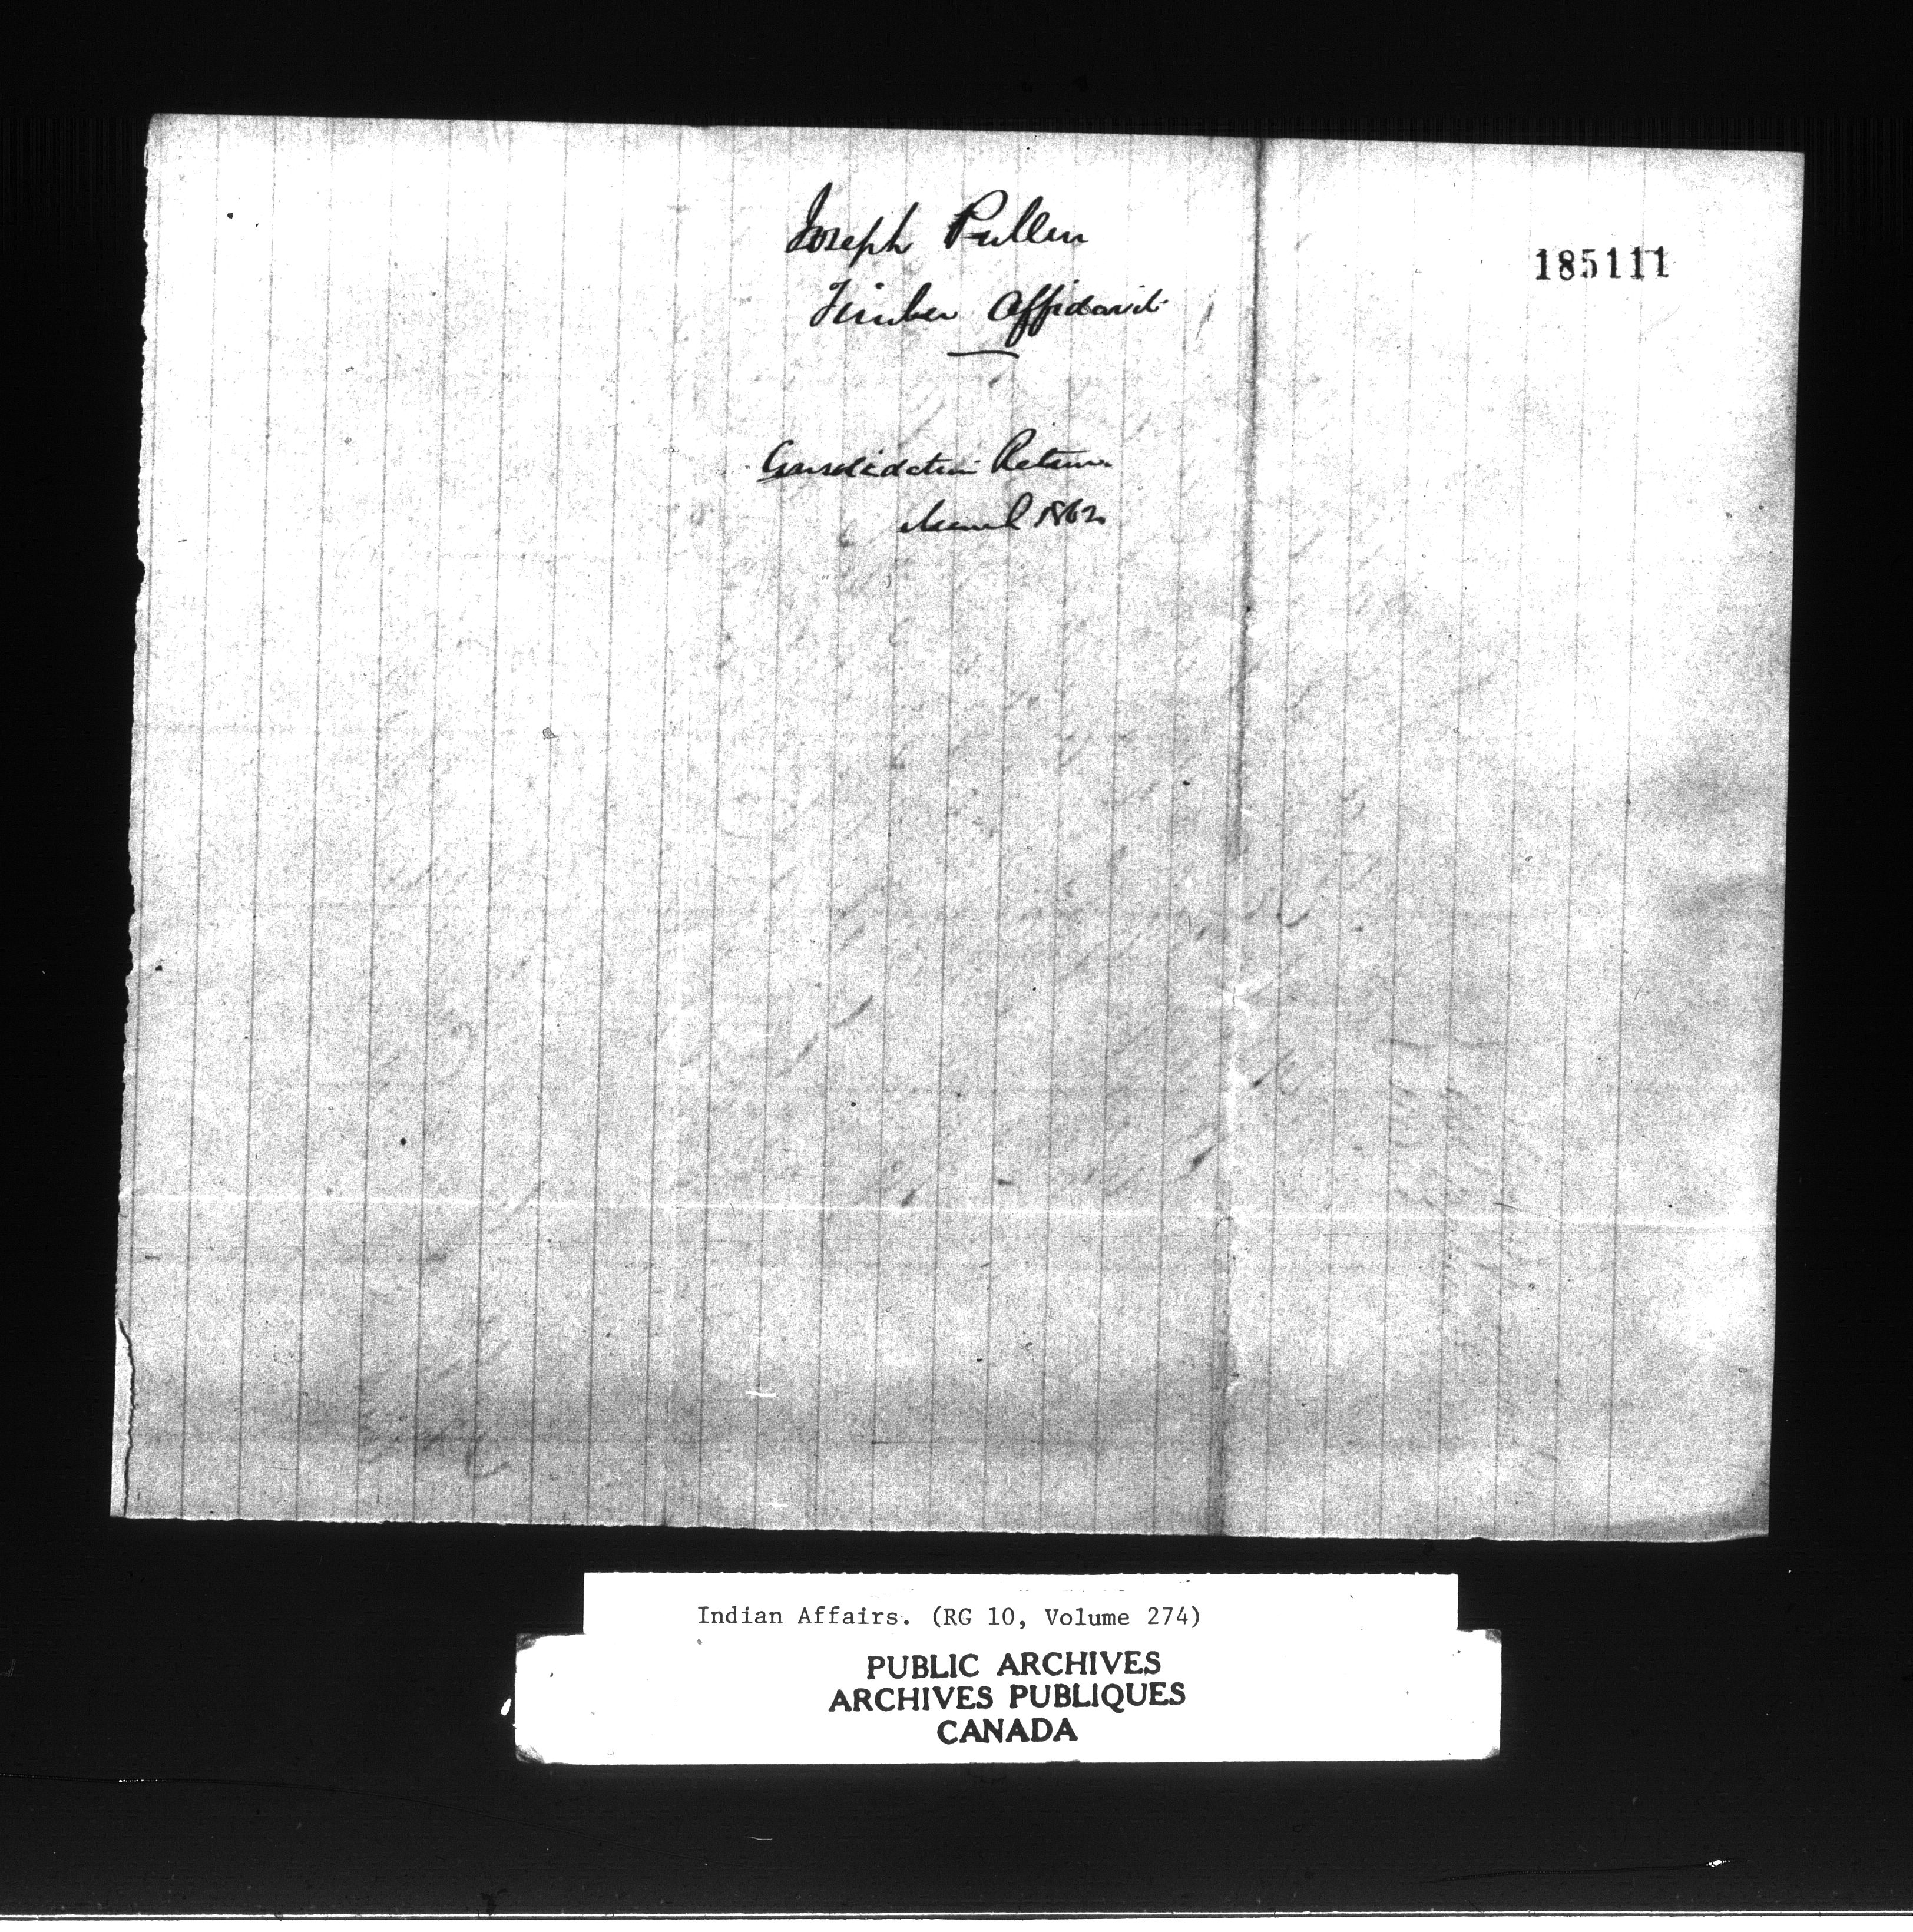 Joseph Pullen
185111
Timber Affidavit
Consolidation Return
1862
Indian Affairs. (RG 10, Volume 274)
PUBLIC ARCHIVES
ARCHIVES PUBLIQUES
CANADA